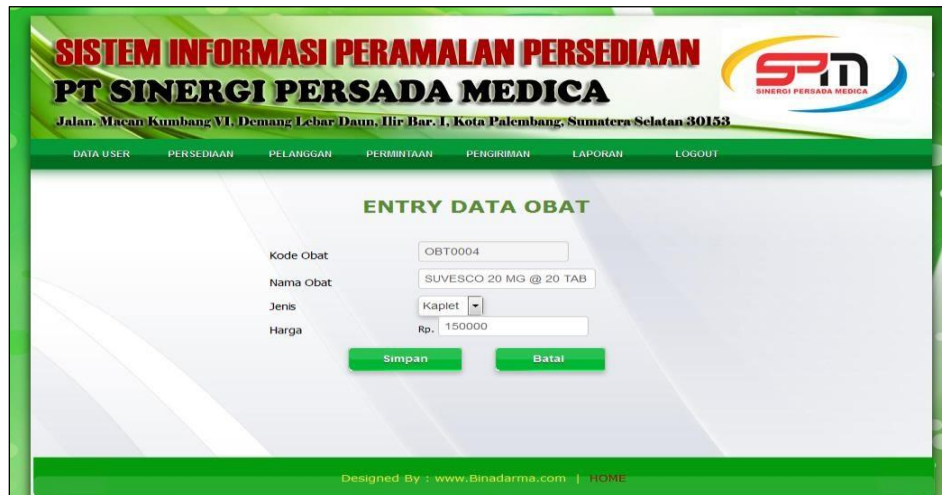 SISTEM INFORMASI PERAMALAN PERSEDIAAN
PT SINERGI PERSADA MEDICA
Jalan. Macan Kumbang VI, Demang Lebar Daun, Ilir Bar. I, Kota Palembang, Sumatera Selatan 30153
SPM
SINERGI PERSADA MEDICA
DATA USER PERSEDIAAN PELANGGAN PERMINTAAN PENGIRIMAN LAPORAN LOGOUT
ENTRY DATA OBAT
Kode Obat OBT0004
Nama Obat SUVESCO 20 MG @ 20 TAB
Jenis Kaplet
Harga Rp. 150000
Simpan Batal
Designed By : www.Binadarma.com | HOME